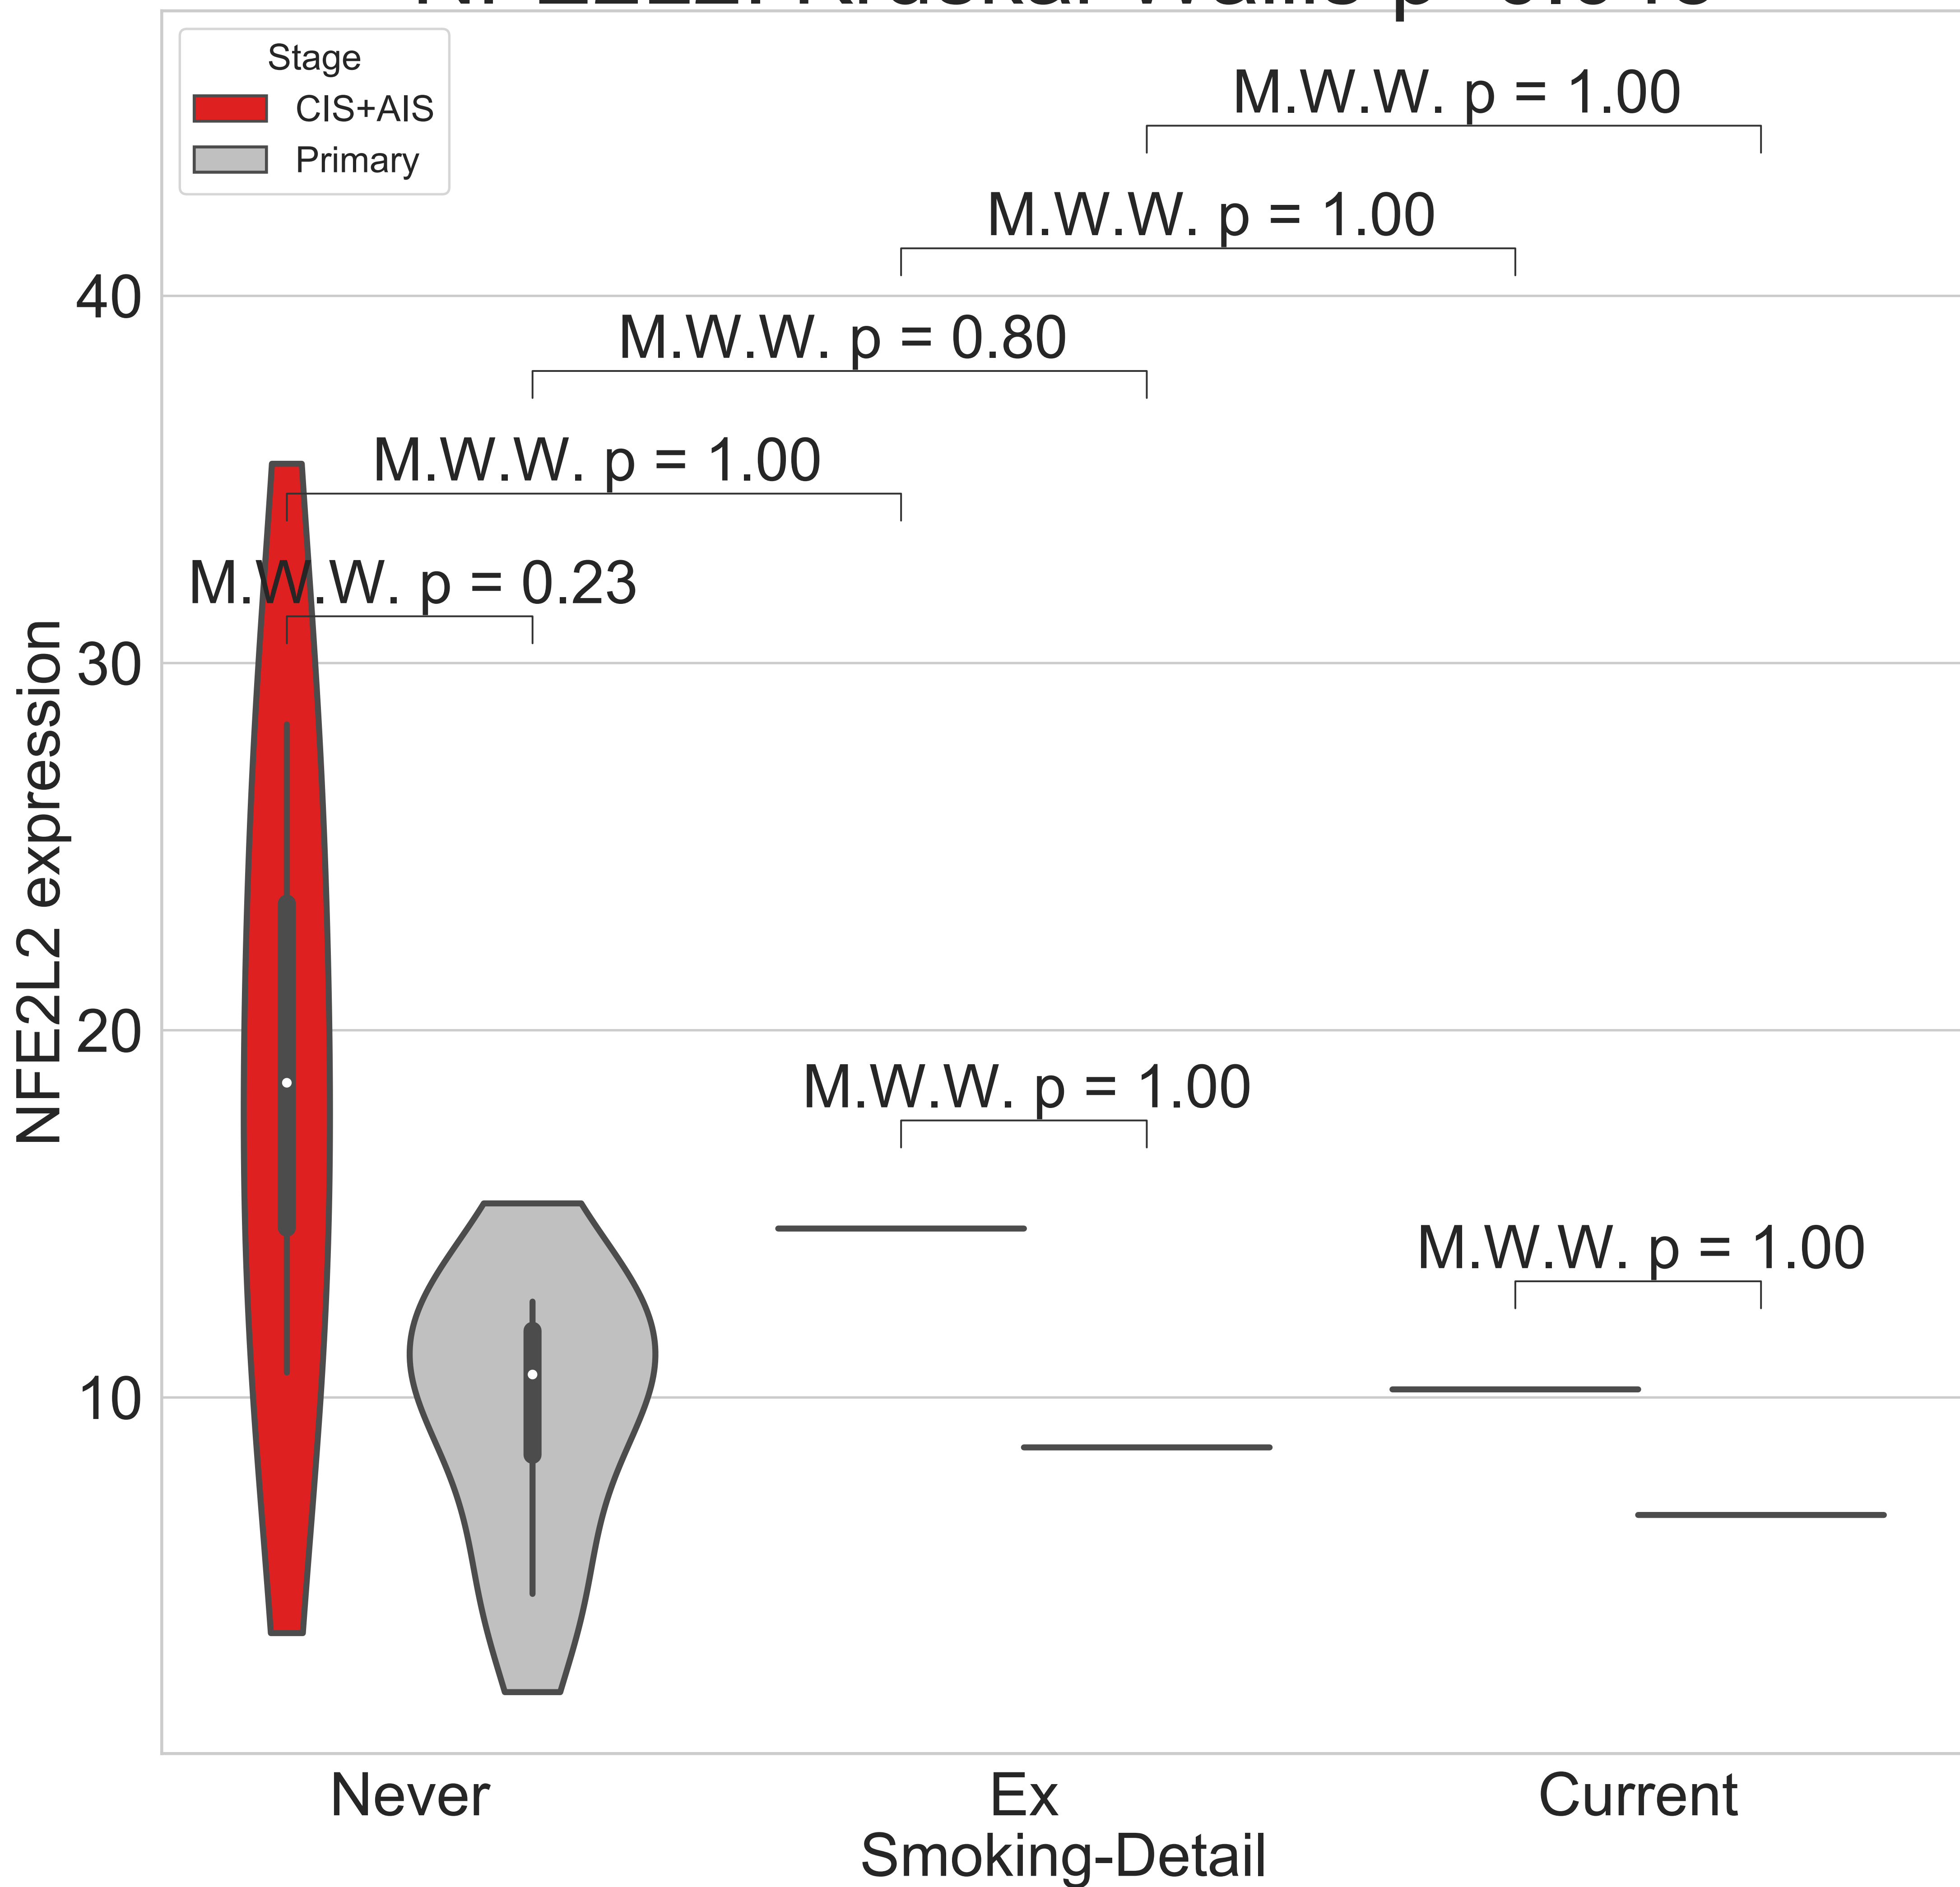 Stage
CIS+AIS
Primary
M.W.W. p = 1.00
M.W.W. p = 1.00
40
M.W.W. p = 0.80
M.W.W. p = 1.00
M.W.W. p = 0.23
30
NFE2L2 expression
20
M.W.W. p = 1.00
M.W.W. p = 1.00
10
Never
Ex
Current
Smoking-Detail